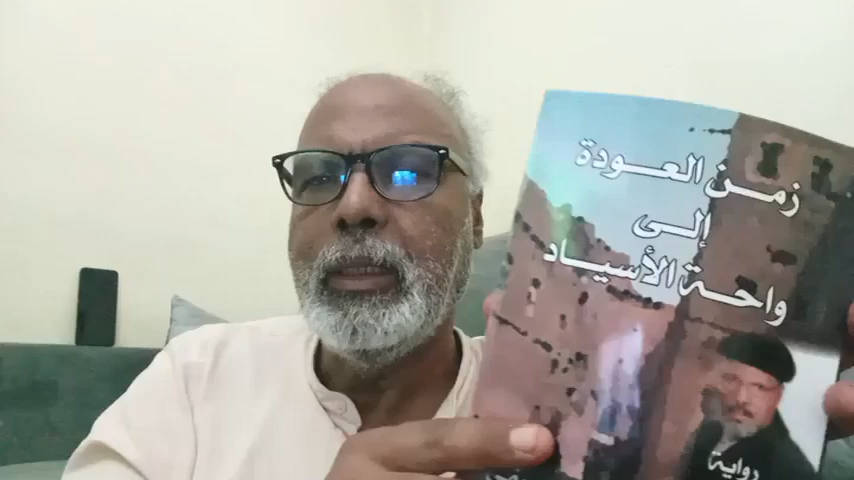 زمن العودة
إلى
واحة الأسياد
رواية